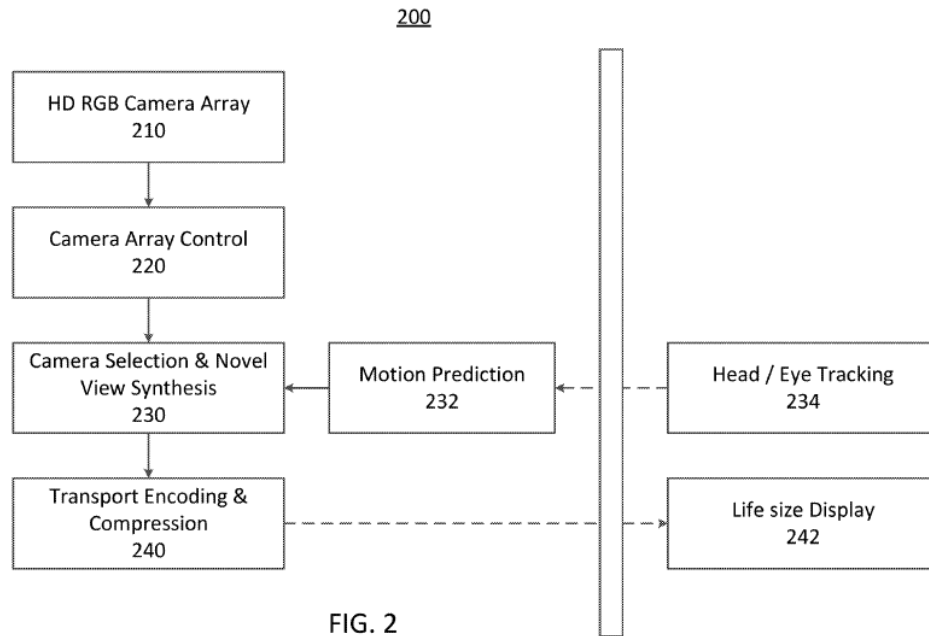 200
HD RGB Camera Array
210
Camera Array Control
220
Camera Selection & Novel
View Synthesis
230
Motion Prediction
232
Head / Eye Tracking
234
Transport Encoding &
Compression
240
Life size Display
242
FIG. 2